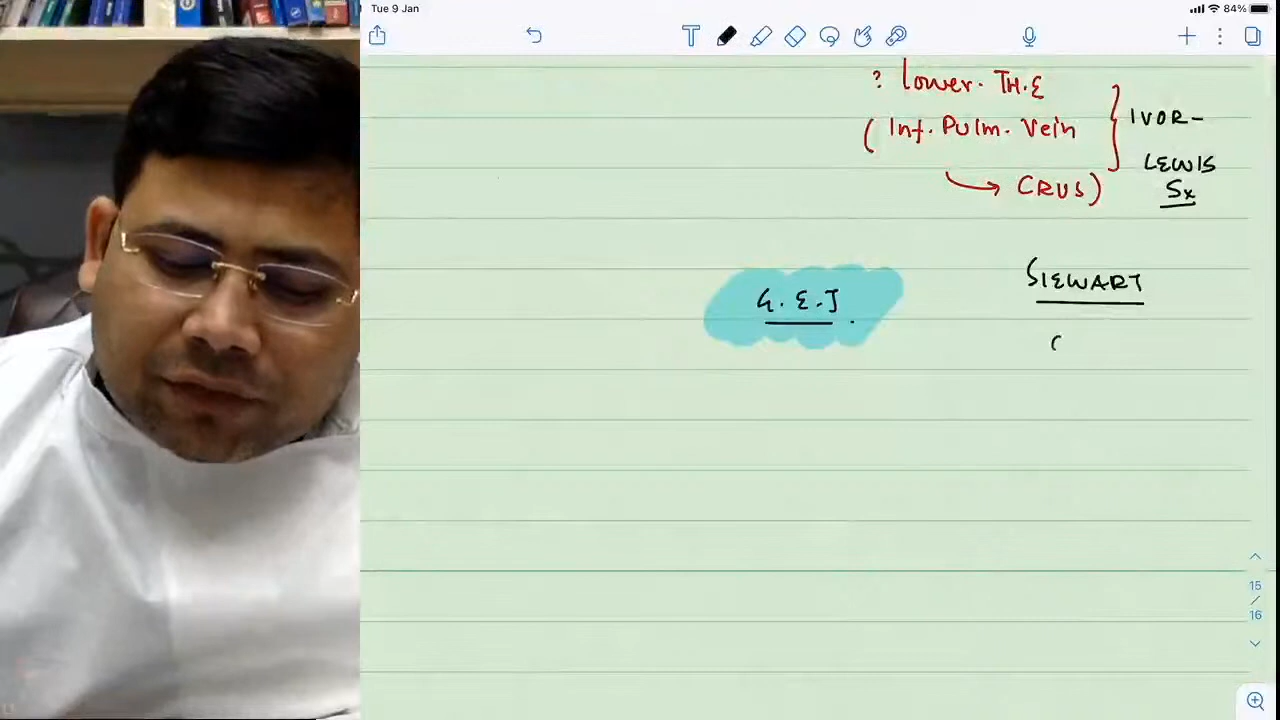 Tue 9 Jan
84%
? Lower. TH.E
( Inf. Pulm. Vein
→ CRUS)
IVOR-
LEWIS
Sx
SIEWART
G.E.J.
(
15
/
16